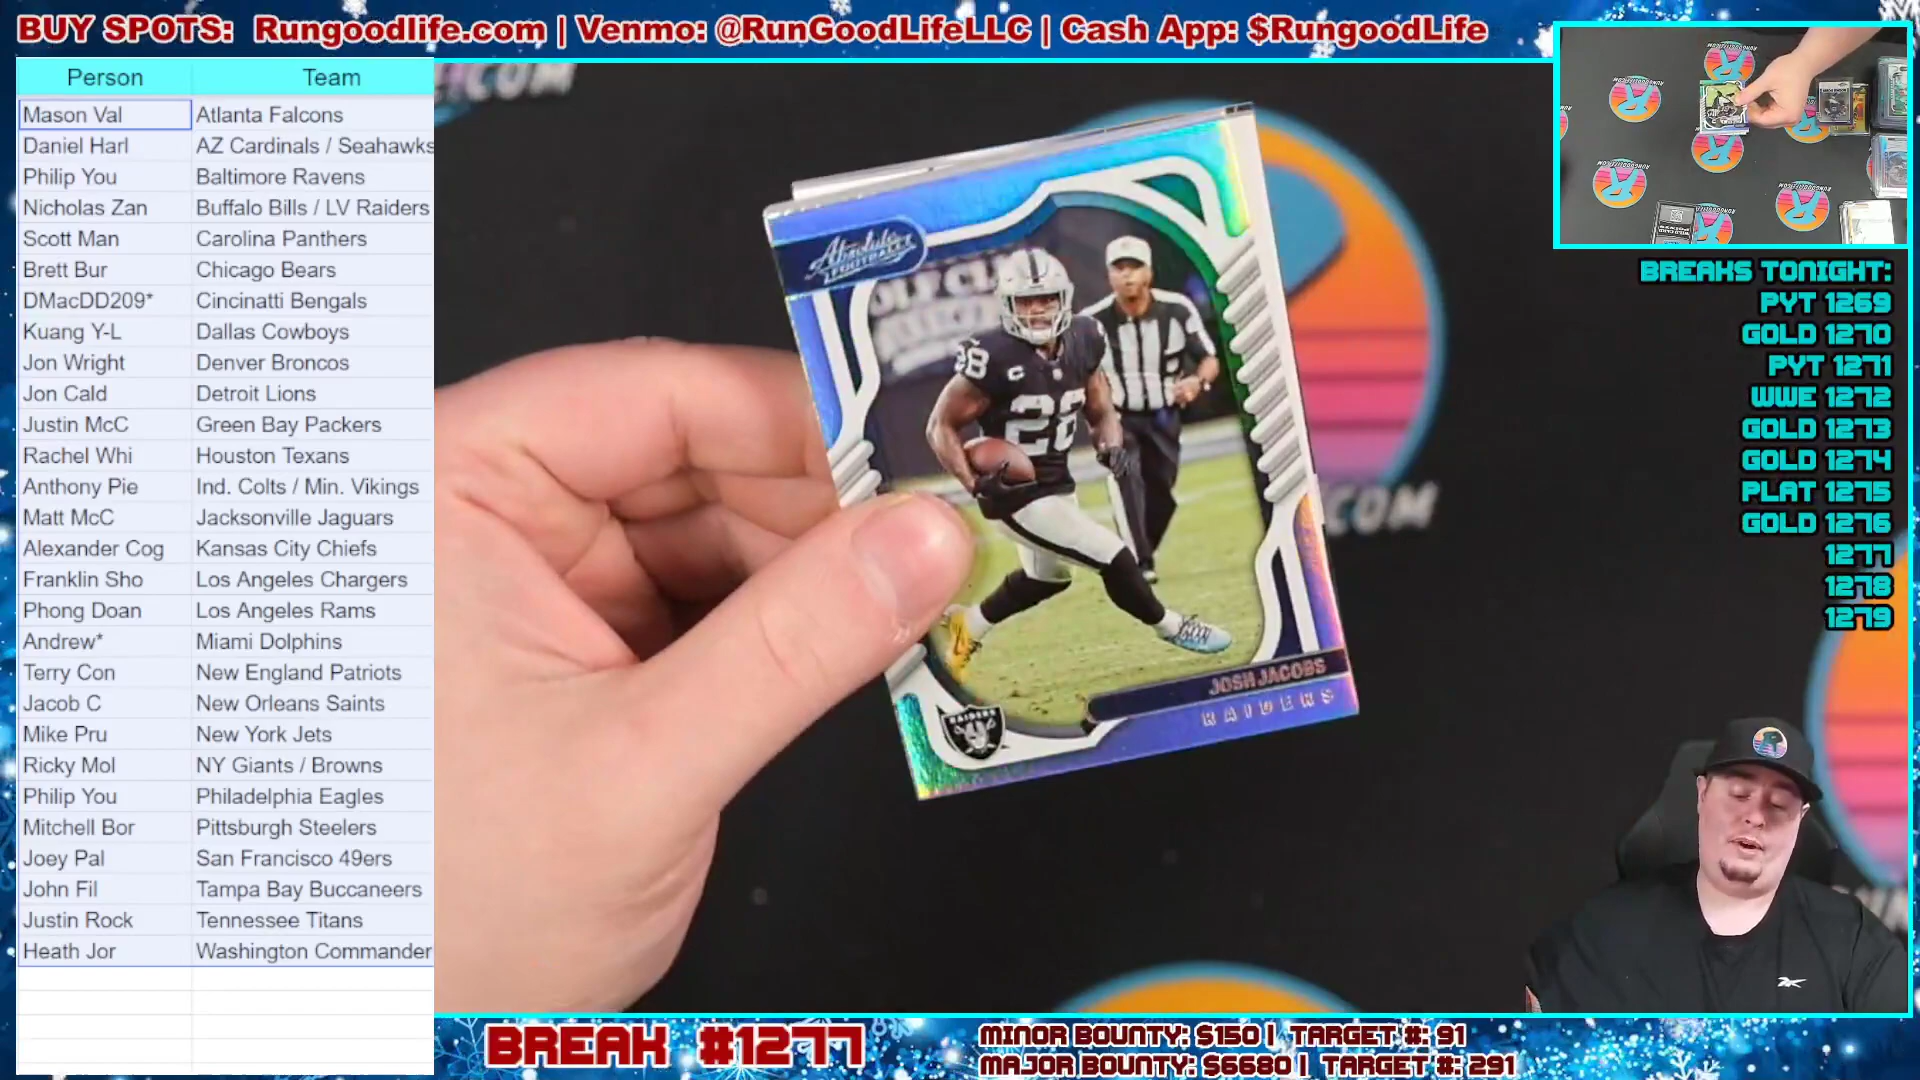 BUY SPOTS: Rungoodlife.com | Venmo: @RunGoodLifeLLC | Cash App: $RungoodLife
Person Team
Mason Val Atlanta Falcons
Daniel Harl AZ Cardinals / Seahawks
Philip You Baltimore Ravens
Nicholas Zan Buffalo Bills / LV Raiders
Scott Man Carolina Panthers
Brett Bur Chicago Bears
DMacDD209* Cincinatti Bengals
Kuang Y-L Dallas Cowboys
Jon Wright Denver Broncos
Jon Cald Detroit Lions
Justin McC Green Bay Packers
Rachel Whi Houston Texans
Anthony Pie Ind. Colts / Min. Vikings
Matt McC Jacksonville Jaguars
Alexander Cog Kansas City Chiefs
Franklin Sho Los Angeles Chargers
Phong Doan Los Angeles Rams
Andrew* Miami Dolphins
Terry Con New England Patriots
Jacob C New Orleans Saints
Mike Pru New York Jets
Ricky Mol NY Giants / Browns
Philip You Philadelphia Eagles
Mitchell Bor Pittsburgh Steelers
Joey Pal San Francisco 49ers
John Fil Tampa Bay Buccaneers
Justin Rock Tennessee Titans
Heath Jor Washington Commander
.COM
Absolute
FOOTBALL
28
C
28
RAIDERS
JOSH JACOBS
RAIDERS
.COM
BREAKS TONIGHT:
PYT 1269
GOLD 1270
PYT 1271
WWE 1272
GOLD 1273
GOLD 1274
PLAT 1275
GOLD 1276
1277
1278
1279
BREAK #1277
MINOR BOUNTY: $150 | TARGET #: 91
MAJOR BOUNTY: $6680 | TARGET #: 291